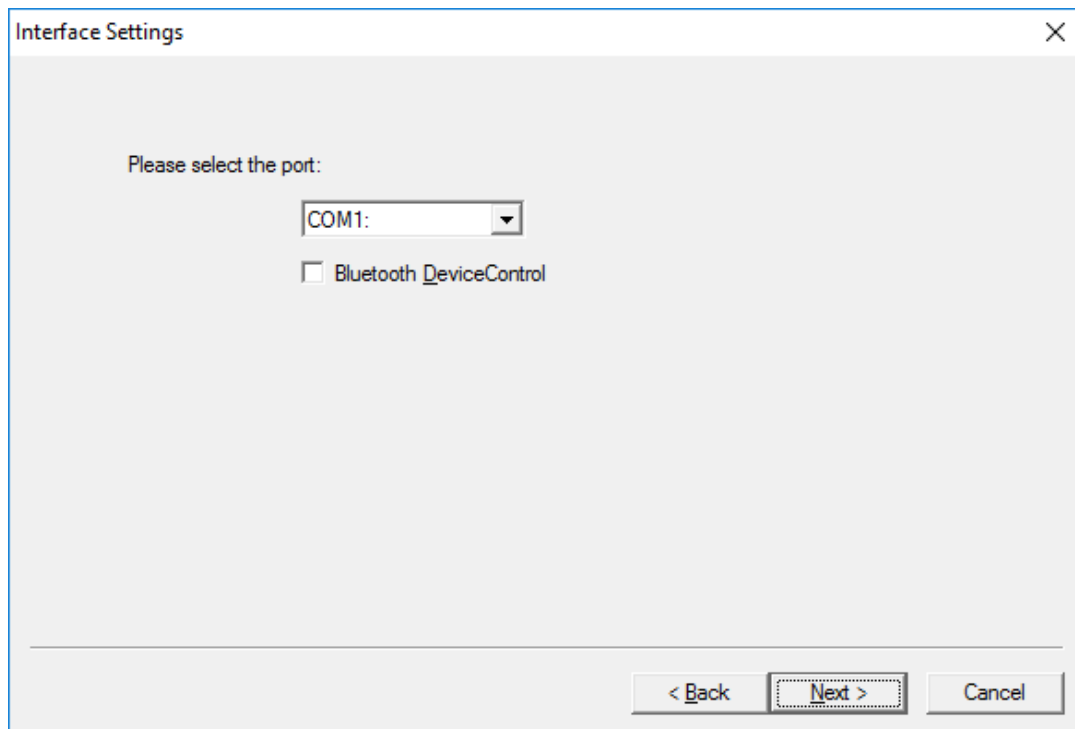 Interface Settings
Please select the port:
COM1:
Bluetooth DeviceControl
< Back Next > Cancel